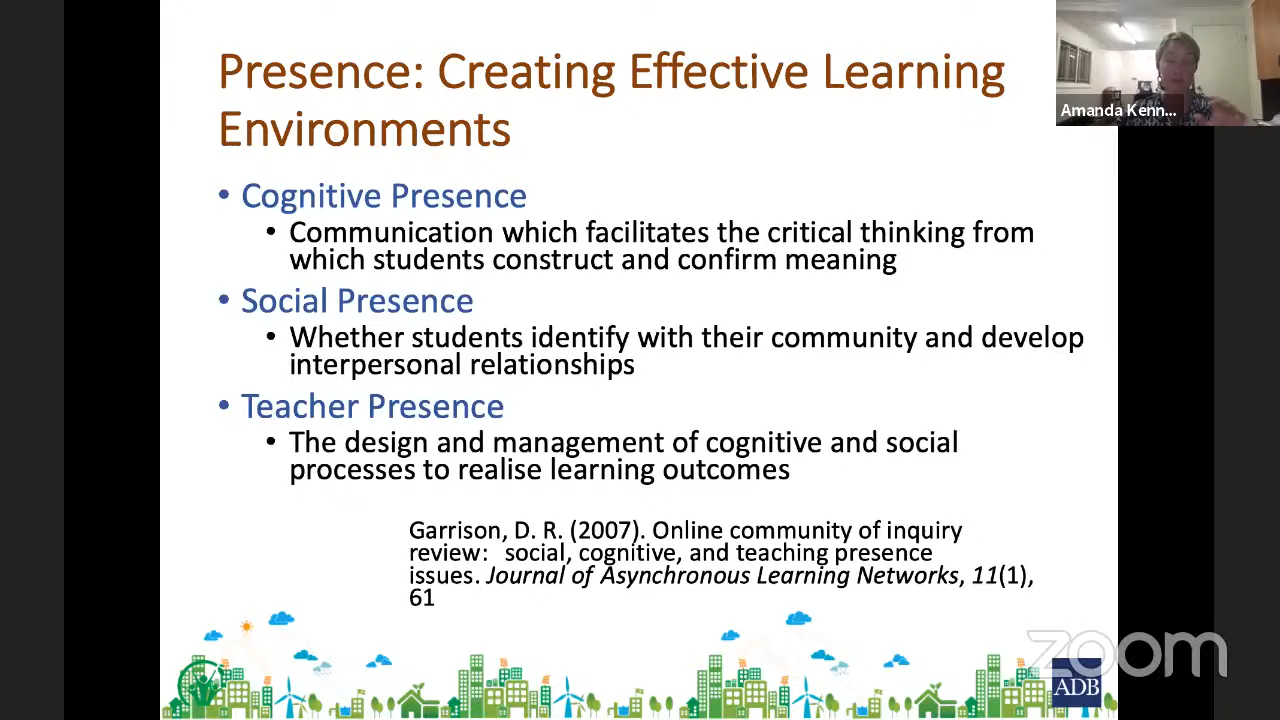 Presence: Creating Effective Learning
Environments
• Cognitive Presence
• Communication which facilitates the critical thinking from
which students construct and confirm meaning
• Social Presence
• Whether students identify with their community and develop
interpersonal relationships
• Teacher Presence
• The design and management of cognitive and social
processes to realise learning outcomes
Garrison, D. R. (2007). Online community of inquiry
review: social, cognitive, and teaching presence
issues. Journal of Asynchronous Learning Networks, 11(1),
61
Amanda Kenn...
zoom
ADB